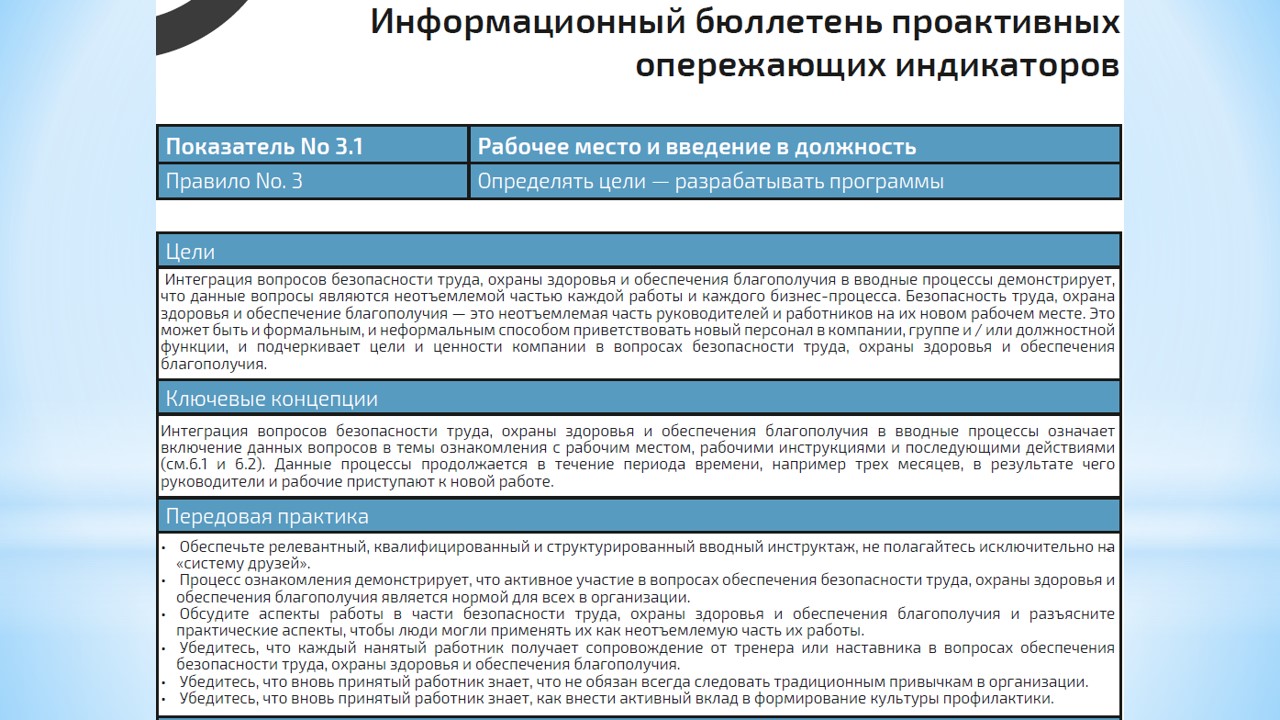 Информационный бюллетень проактивных
опережающих индикаторов
Показатель No 3.1
Рабочее место и введение в должность
Правило No. 3
Определять цели — разрабатывать программы
Цели
Интеграция вопросов безопасности труда, охраны здоровья и обеспечения благополучия в вводные процессы демонстрирует,
что данные вопросы являются неотъемлемой частью каждой работы и каждого бизнес-процесса. Безопасность труда, охрана
здоровья и обеспечение благополучия — это неотъемлемая часть руководителей и работников на их новом рабочем месте. Это
может быть и формальным, и неформальным способом приветствовать новый персонал в компании, группе и / или должностной
функции, и подчеркивает цели и ценности компании в вопросах безопасности труда, охраны здоровья и обеспечения
благополучия.
Ключевые концепции
Интеграция вопросов безопасности труда, охраны здоровья и обеспечения благополучия в вводные процессы означает
включение данных вопросов в темы ознакомления с рабочим местом, рабочими инструкциями и последующими действиями
(см.6.1 и 6.2). Данные процессы продолжается в течение периода времени, например трех месяцев, в результате чего
руководители и рабочие приступают к новой работе.
Передовая практика
• Обеспечьте релевантный, квалифицированный и структурированный вводный инструктаж, не полагайтесь исключительно на
«систему друзей».
• Процесс ознакомления демонстрирует, что активное участие в вопросах обеспечения безопасности труда, охраны здоровья и
обеспечения благополучия является нормой для всех в организации.
• Обсудите аспекты работы в части безопасности труда, охраны здоровья и обеспечения благополучия и разъясните
практические аспекты, чтобы люди могли применять их как неотъемлемую часть их работы.
• Убедитесь, что каждый нанятый работник получает сопровождение от тренера или наставника в вопросах обеспечения
безопасности труда, охраны здоровья и обеспечения благополучия.
• Убедитесь, что вновь принятый работник знает, что не обязан всегда следовать традиционным привычкам в организации.
• Убедитесь, что вновь принятый работник знает, как внести активный вклад в формирование культуры профилактики.